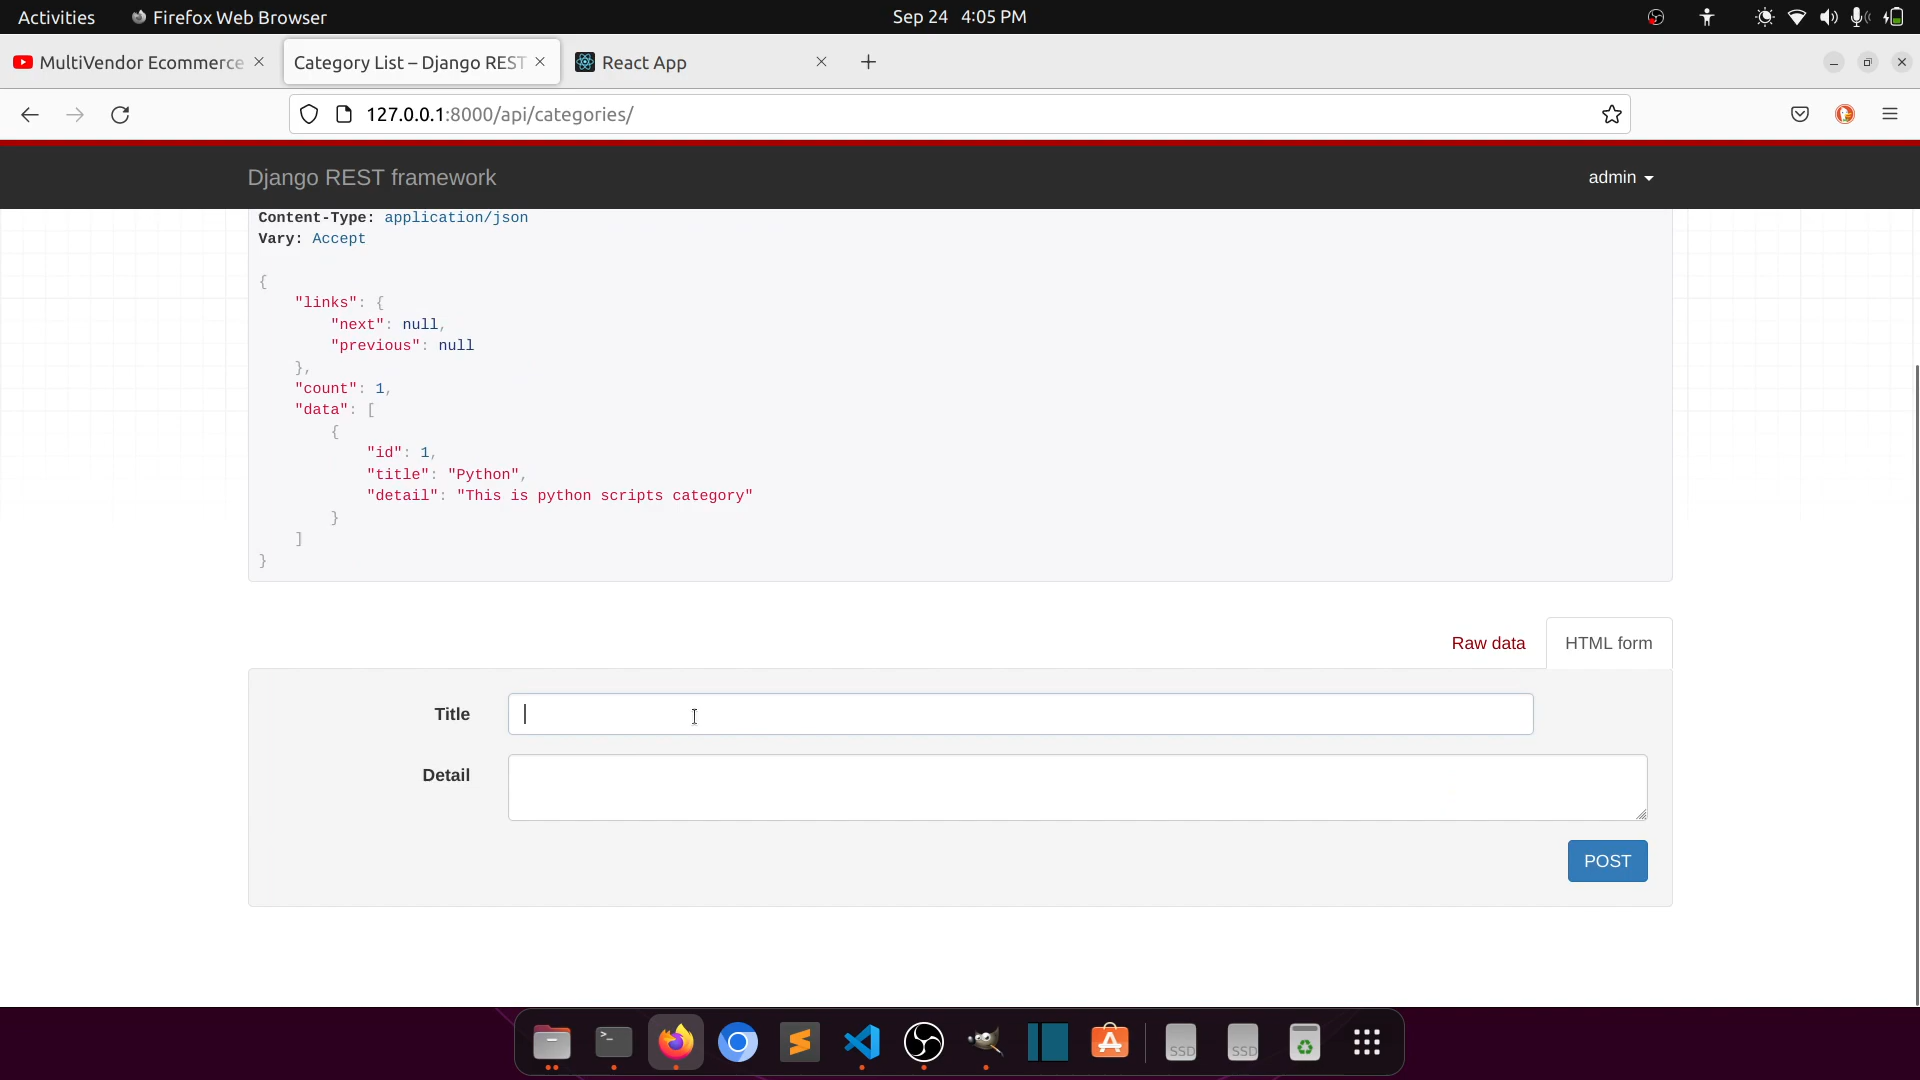 Activities
Firefox Web Browser
Sep 24 4:05 PM
MultiVendor Ecommerce
Category List – Django REST
React App
127.0.0.1:8000/api/categories/
Django REST framework
admin
Content-Type: application/json
Vary: Accept
{
"links": {
"next": null,
"previous": null
},
"count": 1,
"data": [
{
"id": 1,
"title": "Python",
"detail": "This is python scripts category"
}
]
}
Raw data
HTML form
Title
Detail
POST
SSD
SSD